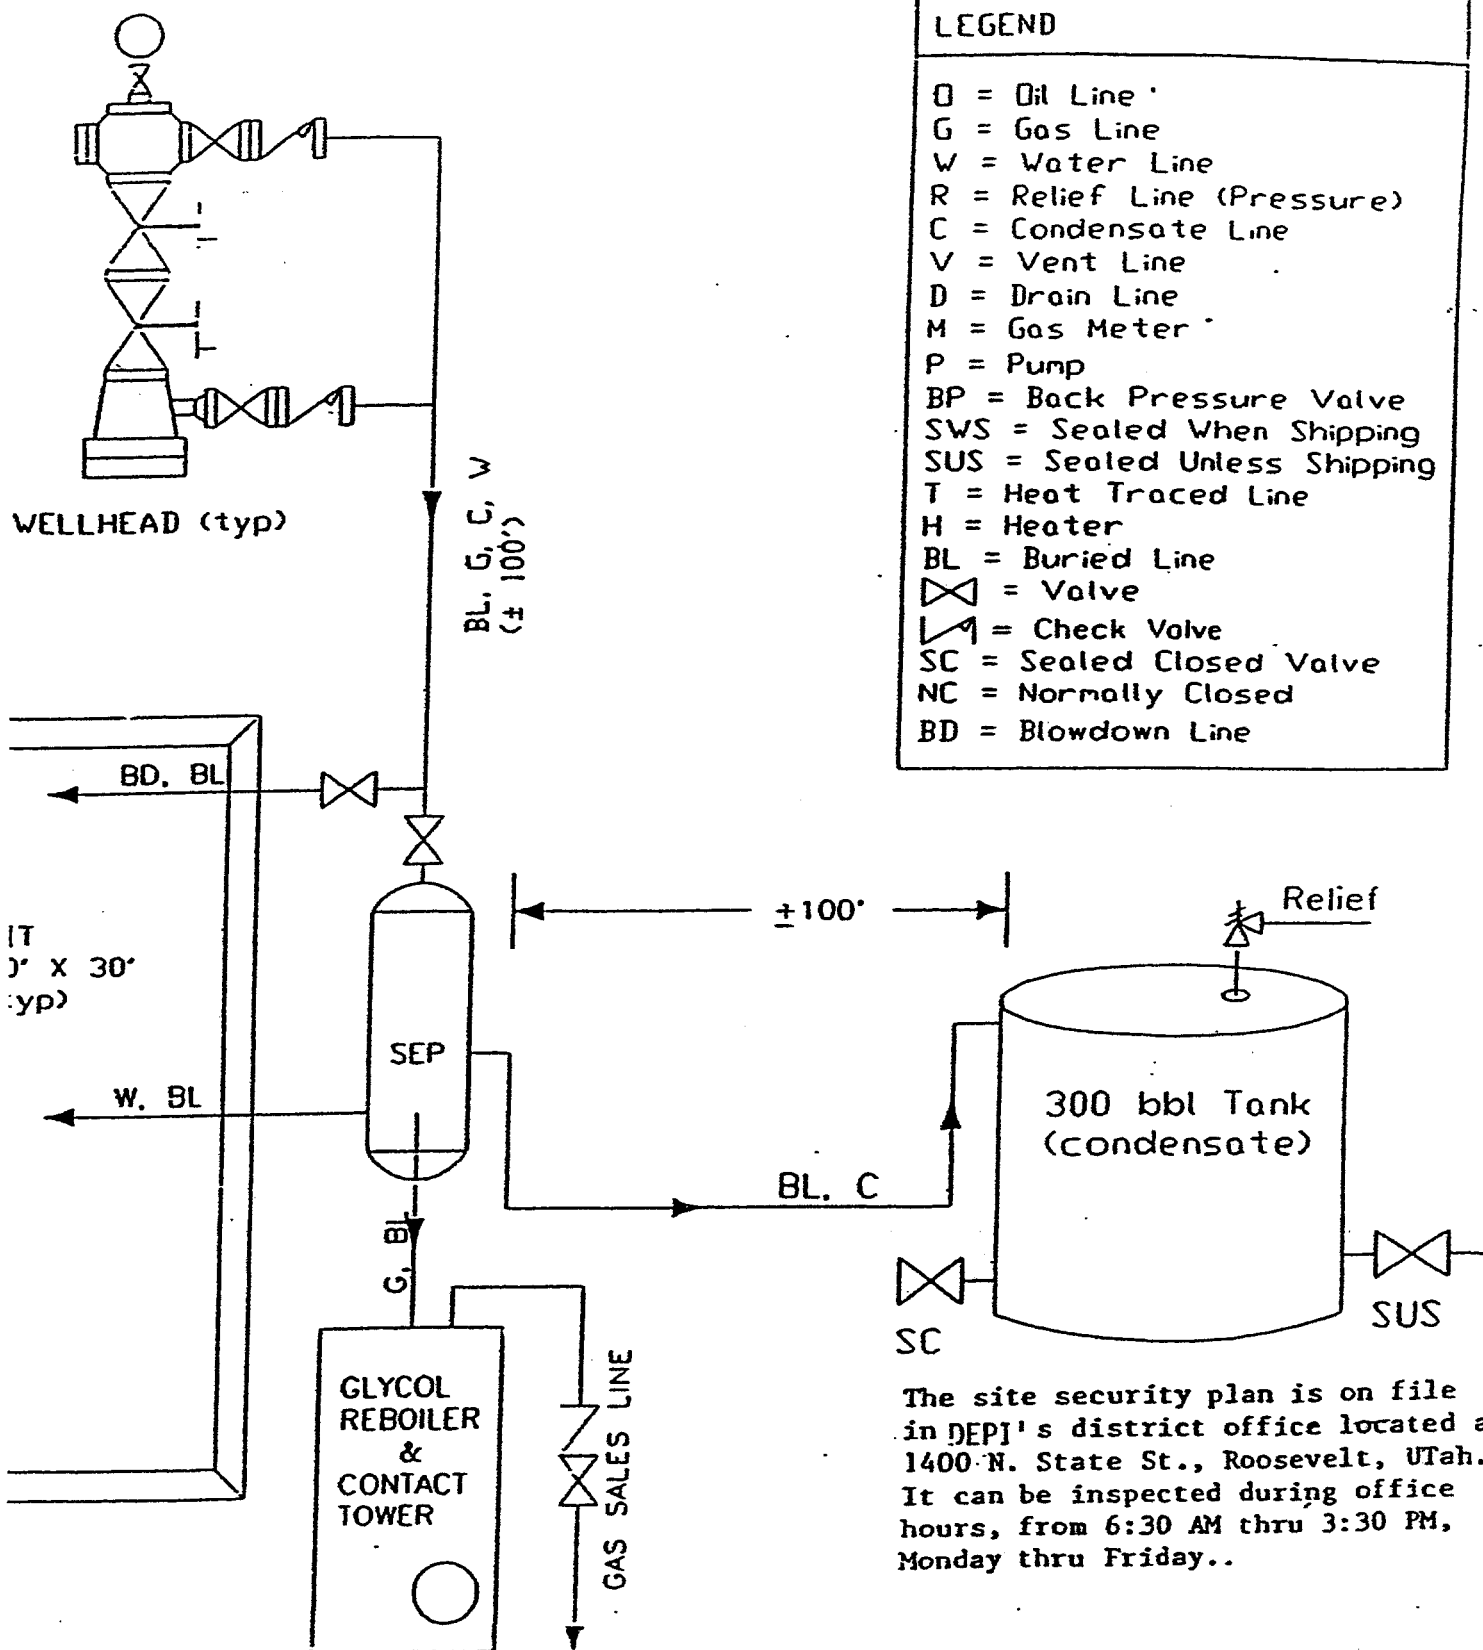 LEGEND
O = Oil Line
G = Gas Line
W = Water Line
R = Relief Line (Pressure)
C = Condensate Line
V = Vent Line
D = Drain Line
M = Gas Meter
P = Pump
BP = Back Pressure Valve
SWS = Sealed When Shipping
SUS = Sealed Unless Shipping
T = Heat Traced Line
H = Heater
BL = Buried Line
= Valve
= Check Valve
SC = Sealed Closed Valve
NC = Normally Closed
BD = Blowdown Line
WELLHEAD (typ)
BL, G, C, W
(± 100')
BD, BL
±100'
Relief
X 30'
SEP
W, BL
300 bbl Tank
(condensate)
BL, C
G, BL
SC
SUS
GLYCOL
REBOILER
&
CONTACT
TOWER
GAS SALES LINE
The site security plan is on file
in DEPI's district office located
1400 N. State St., Roosevelt, UTah.
It can be inspected during office
hours, from 6:30 AM thru 3:30 PM,
Monday thru Friday..